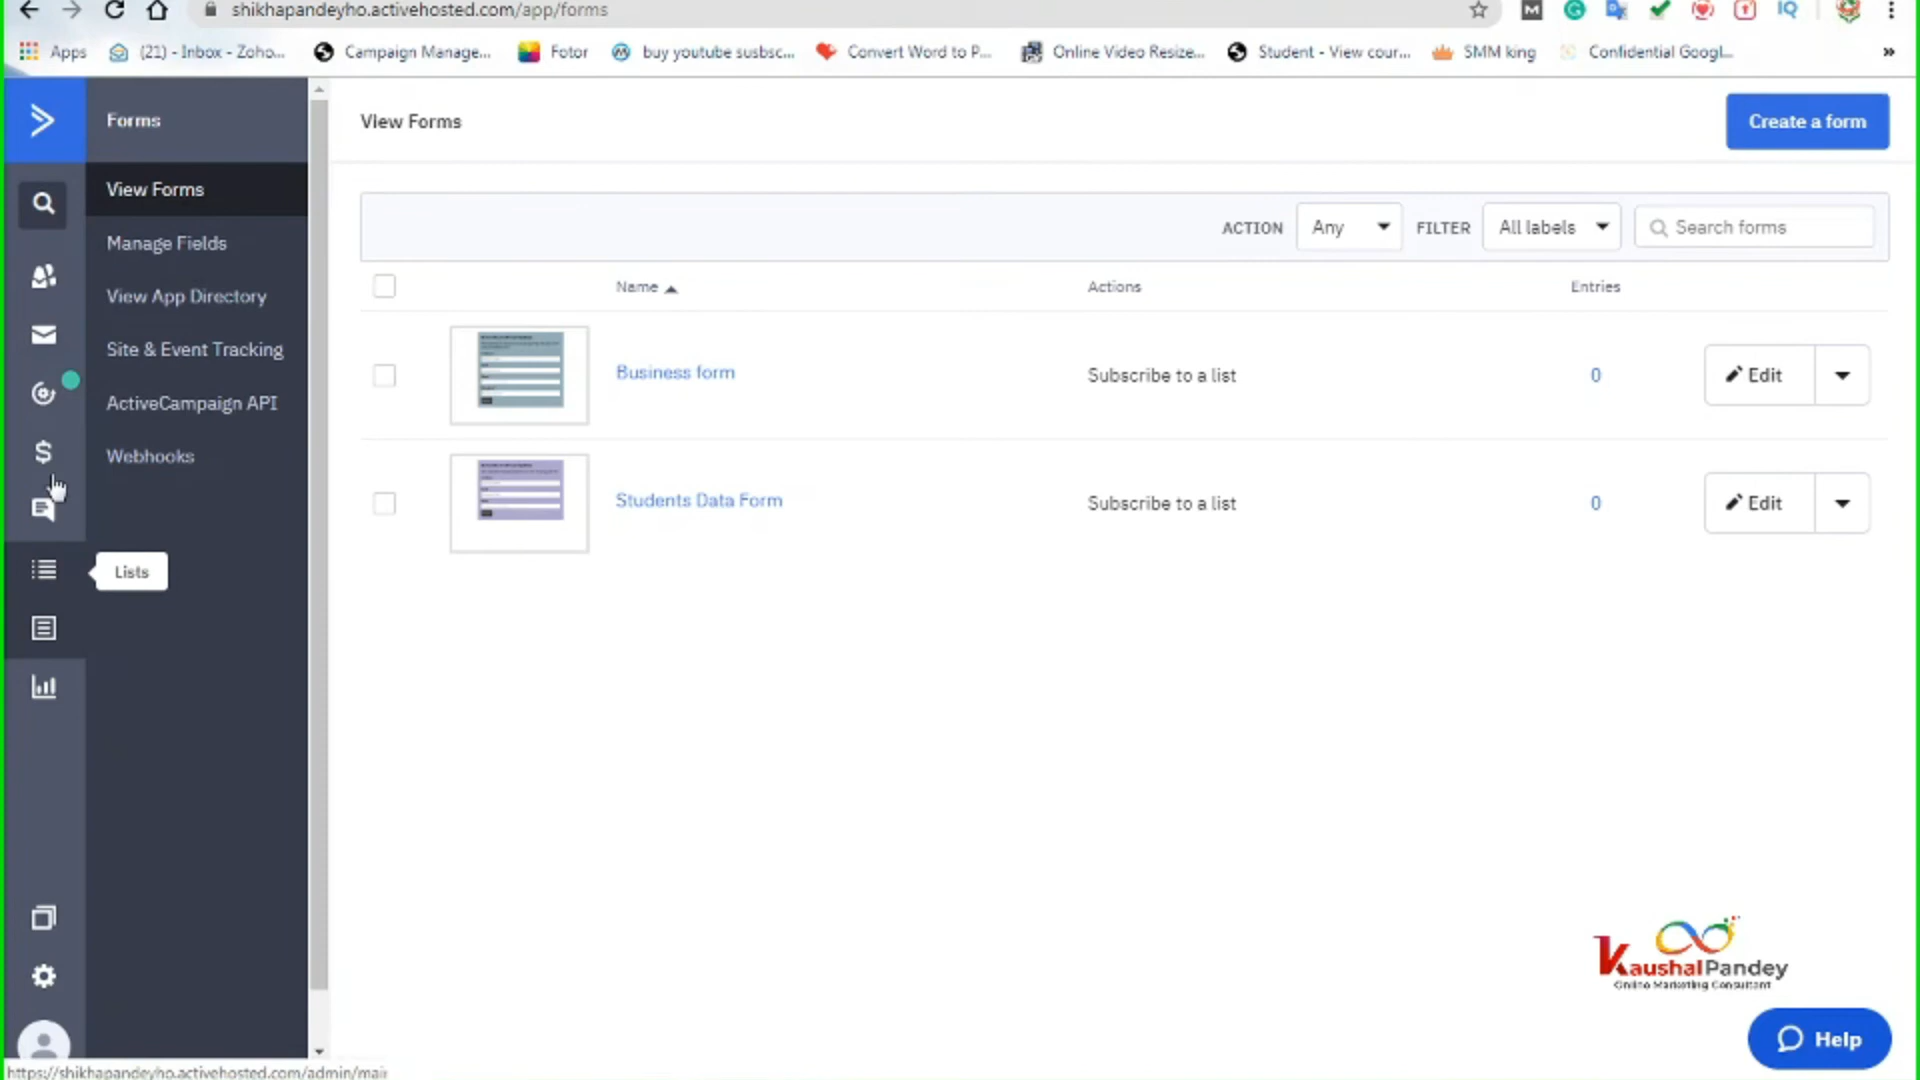 shikhapandeyho.activehosted.com/app/forms
Apps
(21) - Inbox - Zoho...
Campaign Manage...
Fotor
buy youtube susbsc...
Convert Word to P...
Online Video Resize...
Student - View cour...
SMM king
Confidential Googl...
»
Forms
View Forms
Create a form
View Forms
Manage Fields
View App Directory
Site & Event Tracking
ActiveCampaign API
Webhooks
Lists
ACTION
Any
FILTER
All labels
Search forms
Name
Actions
Entries
Business form
Subscribe to a list
0
Edit
Students Data Form
Subscribe to a list
0
Edit
KaushalPandey
Online Marketing Consultant
Help
https://shikhapandeyho.activehosted.com/admin/mai